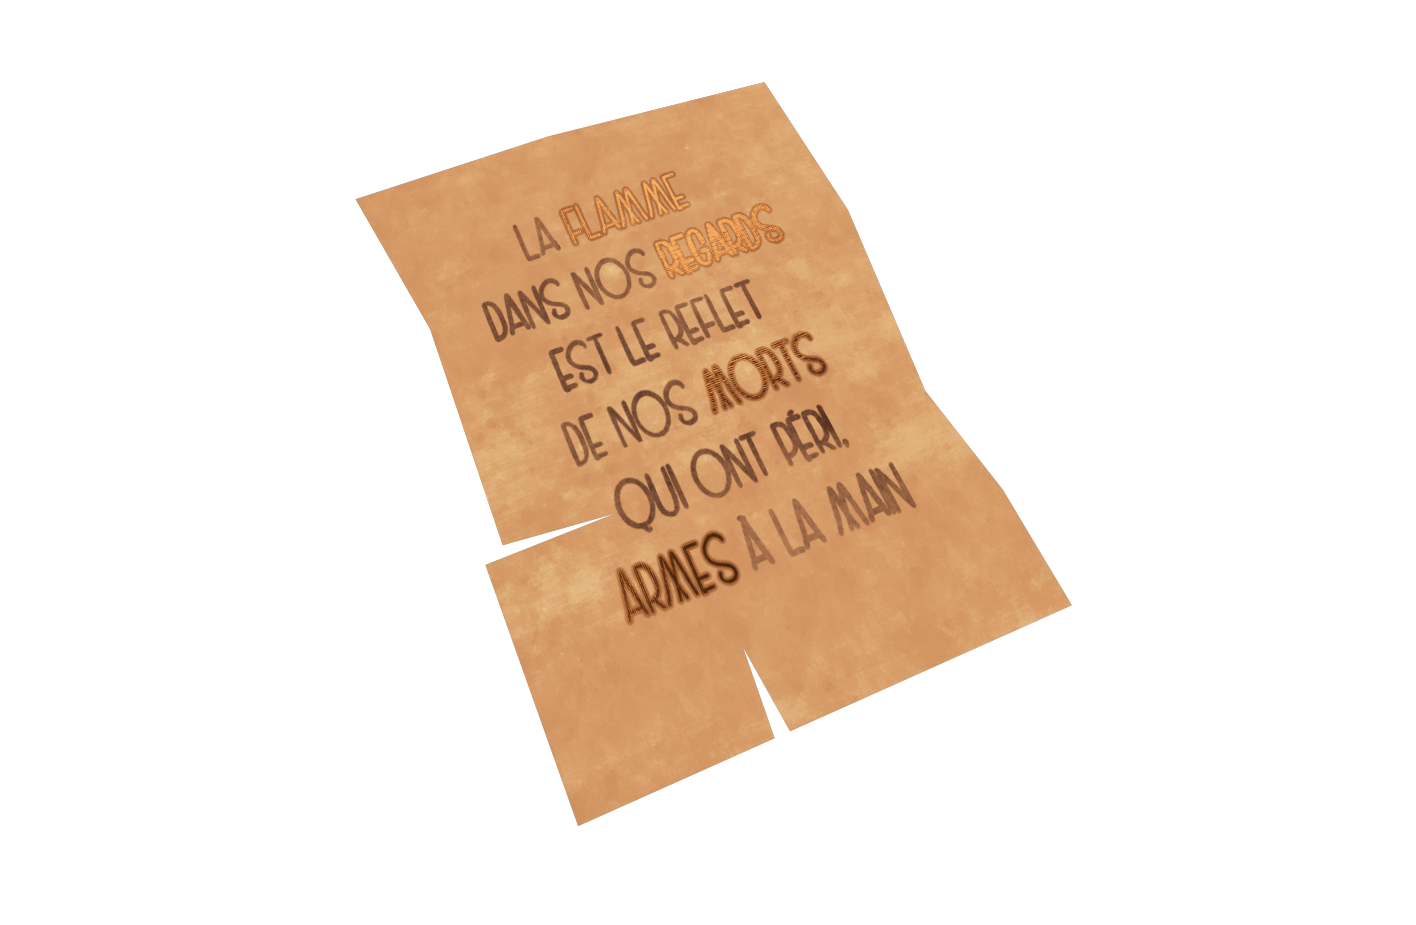 LA FLAMME
DANS NOS REGARDS
EST LE REFLET
DE NOS MORTS
QUI ONT PÉRI,
ARMES À LA MAIN